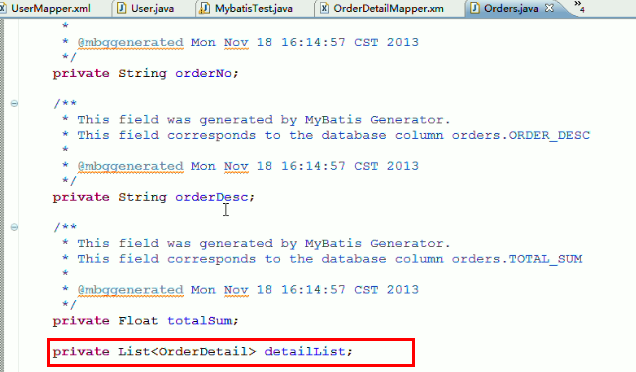 UserMapper.xml User.java MybatisTest.java OrderDetailMapper.xm Orders.java 4
*
* @mbggenerated Mon Nov 18 16:14:57 CST 2013
*/
private String orderNo;
/**
* This field was generated by MyBatis Generator.
* This field corresponds to the database column orders.ORDER_DESC
*
* @mbggenerated Mon Nov 18 16:14:57 CST 2013
*/
private String orderDesc;
/**
* This field was generated by MyBatis Generator.
* This field corresponds to the database column orders.TOTAL_SUM
*
* @mbggenerated Mon Nov 18 16:14:57 CST 2013
*/
private Float totalSum;
private List<OrderDetail> detailList;